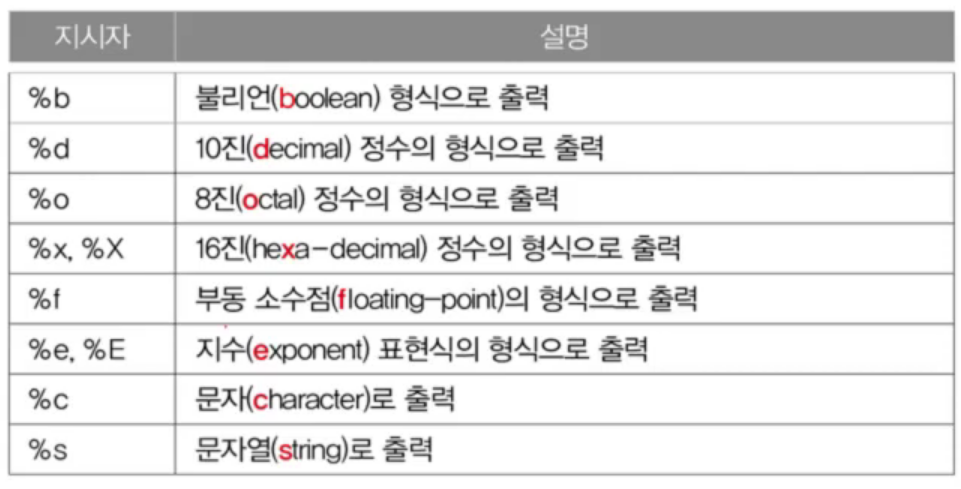 지시자 설명
%b 불리언(boolean) 형식으로 출력
%d 10진(decimal) 정수의 형식으로 출력
%o 8진(octal) 정수의 형식으로 출력
%x, %X 16진(hexa-decimal) 정수의 형식으로 출력
%f 부동 소수점(floating-point)의 형식으로 출력
%e, %E 지수(exponent) 표현식의 형식으로 출력
%c 문자(character)로 출력
%s 문자열(string)로 출력